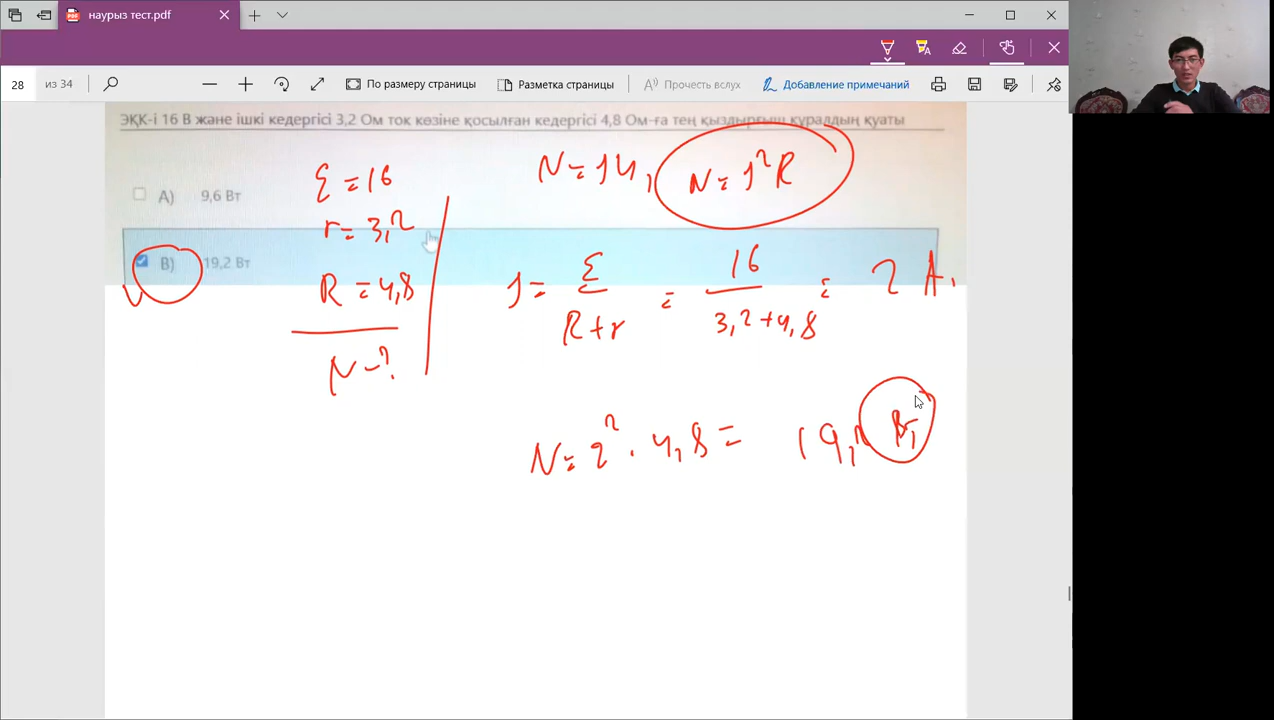 наурыз тест.pdf
28 из 34
По размеру страницы
Разметка страницы
Прочесть вслух
Добавление примечаний
ЭҚК-і 16 В және ішкі кедергісі 3,2 Ом ток көзіне қосылған кедергісі 4,8 Ом-ға тең қыздырғыш құралдың қуаты
A) 9,6 Вт
B) 19,2 Вт
ℰ = 16
r = 3,2
R = 4,8
N - ?
N = IU, N = I²R
I = ℰ / R + r = 16 / 3,2 + 4,8 = 2 A.
N = 2² · 4,8 = 19,2 Вт